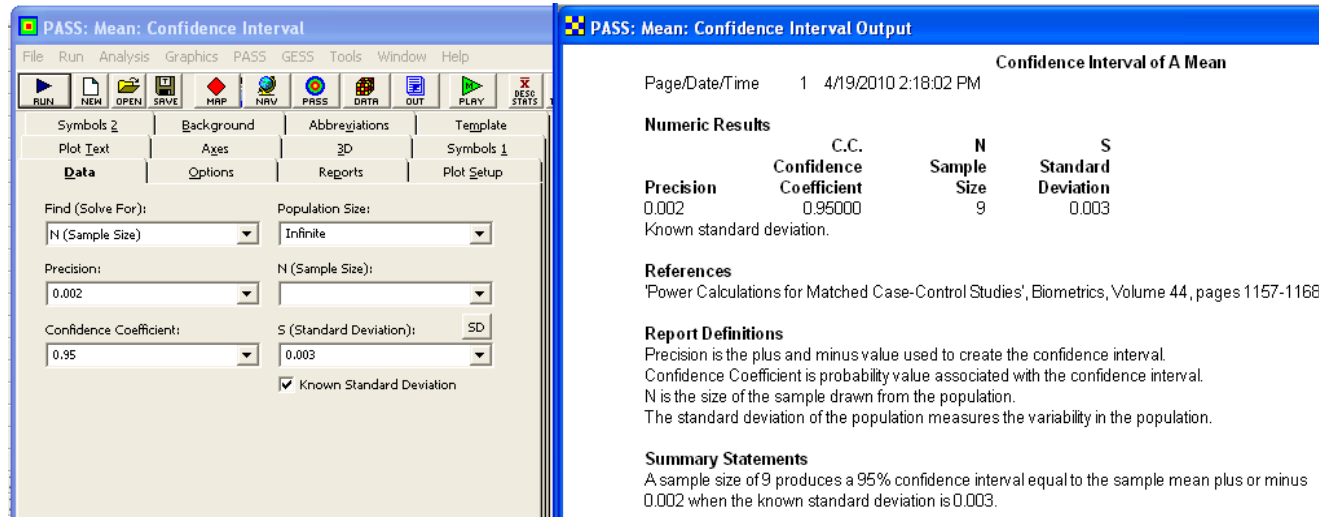 PASS: Mean: Confidence Interval
File Run Analysis Graphics PASS GESS Tools Window Help
RUN NEW OPEN SAVE MAP NAV PASS DATA OUT PLAY X DESC STATS
Symbols 2 Background Abbreviations Template
Plot Text Axes 3D Symbols 1
Data Options Reports Plot Setup
Find (Solve For): Population Size:
N (Sample Size) Infinite
Precision: N (Sample Size):
0.002
Confidence Coefficient: S (Standard Deviation): SD
0.95 0.003
Known Standard Deviation
PASS: Mean: Confidence Interval Output
Confidence Interval of A Mean
Page/Date/Time 1 4/19/2010 2:18:02 PM
Numeric Results
C.C. N S
Confidence Sample Standard
Precision Coefficient Size Deviation
0.002 0.95000 9 0.003
Known standard deviation.
References
'Power Calculations for Matched Case-Control Studies', Biometrics, Volume 44, pages 1157-1168
Report Definitions
Precision is the plus and minus value used to create the confidence interval.
Confidence Coefficient is probability value associated with the confidence interval.
N is the size of the sample drawn from the population.
The standard deviation of the population measures the variability in the population.
Summary Statements
A sample size of 9 produces a 95% confidence interval equal to the sample mean plus or minus
0.002 when the known standard deviation is 0.003.